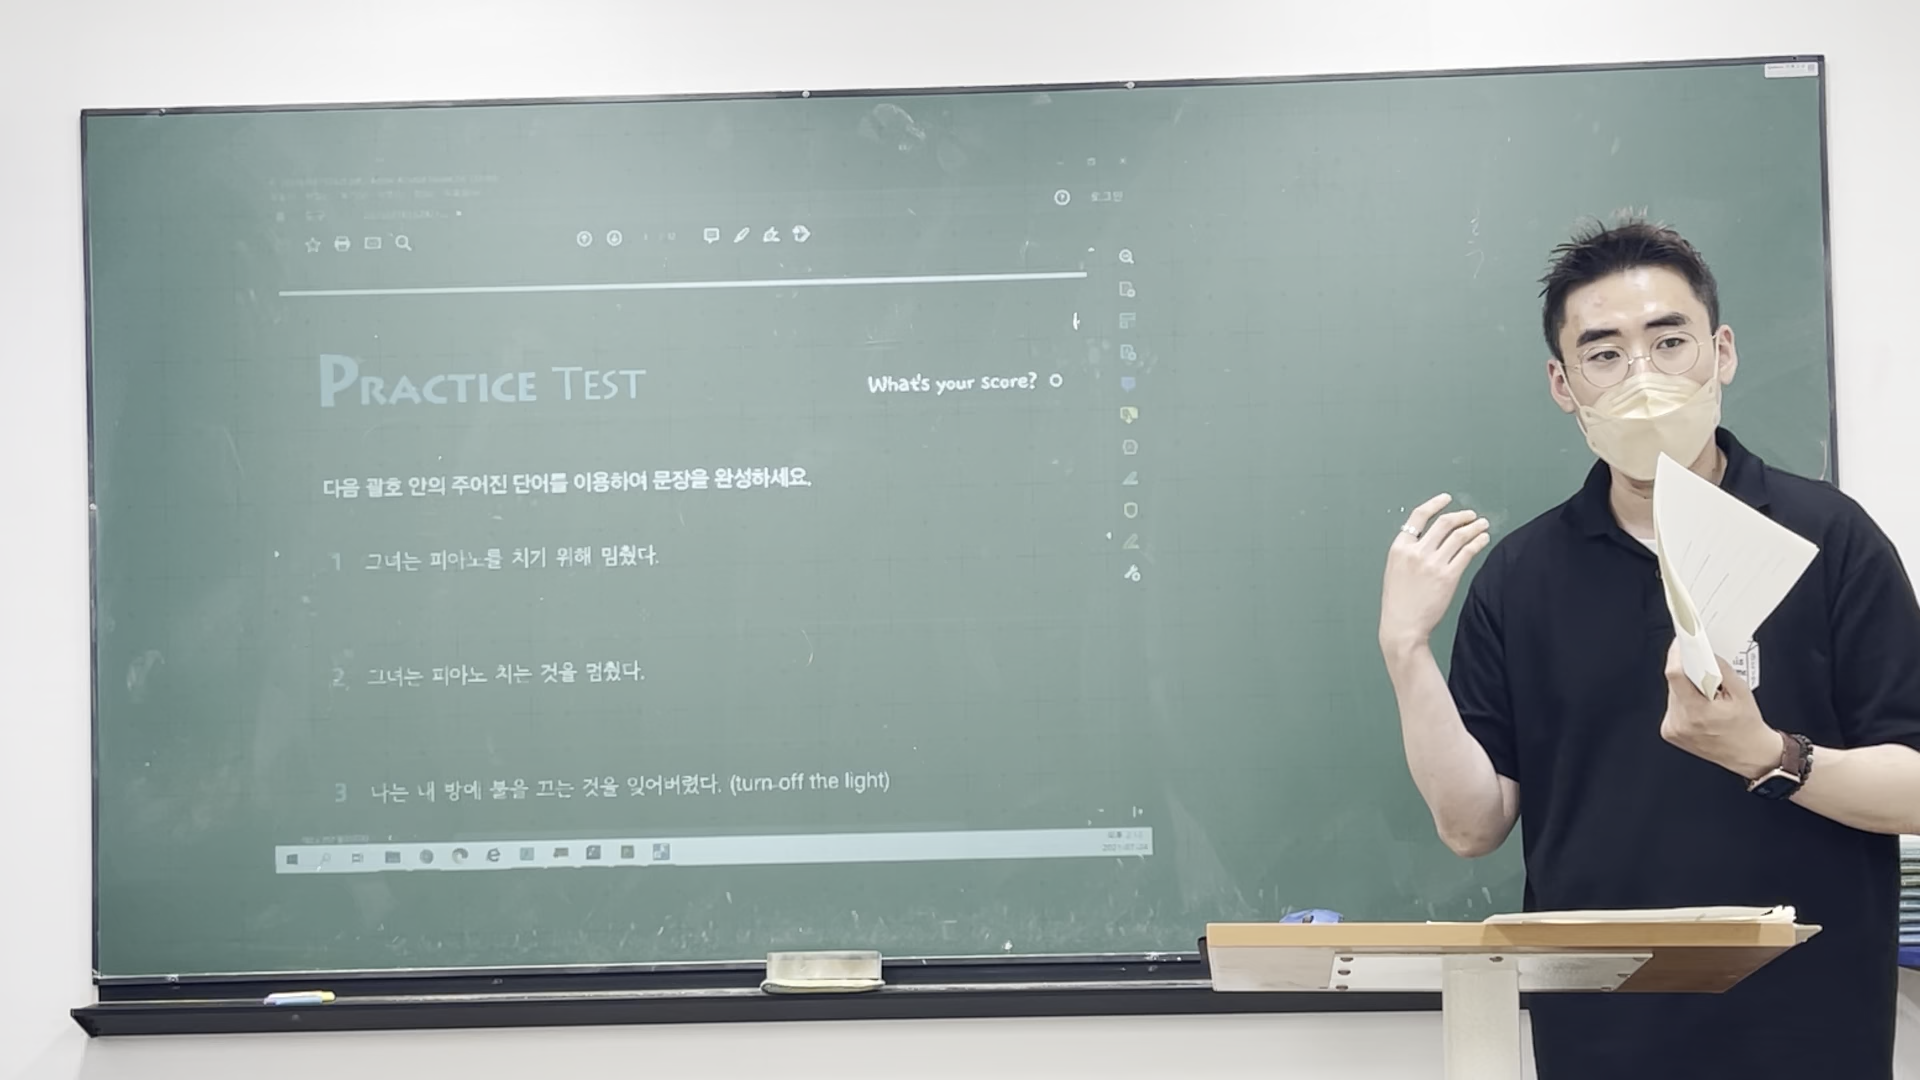 로그인
PRACTICE TEST
What's your score?
다음 괄호 안의 주어진 단어를 이용하여 문장을 완성하세요.
1 그녀는 피아노를 치기 위해 멈췄다.
2 그녀는 피아노 치는 것을 멈췄다.
3 나는 내 방에 불을 끄는 것을 잊어버렸다. (turn off the light)